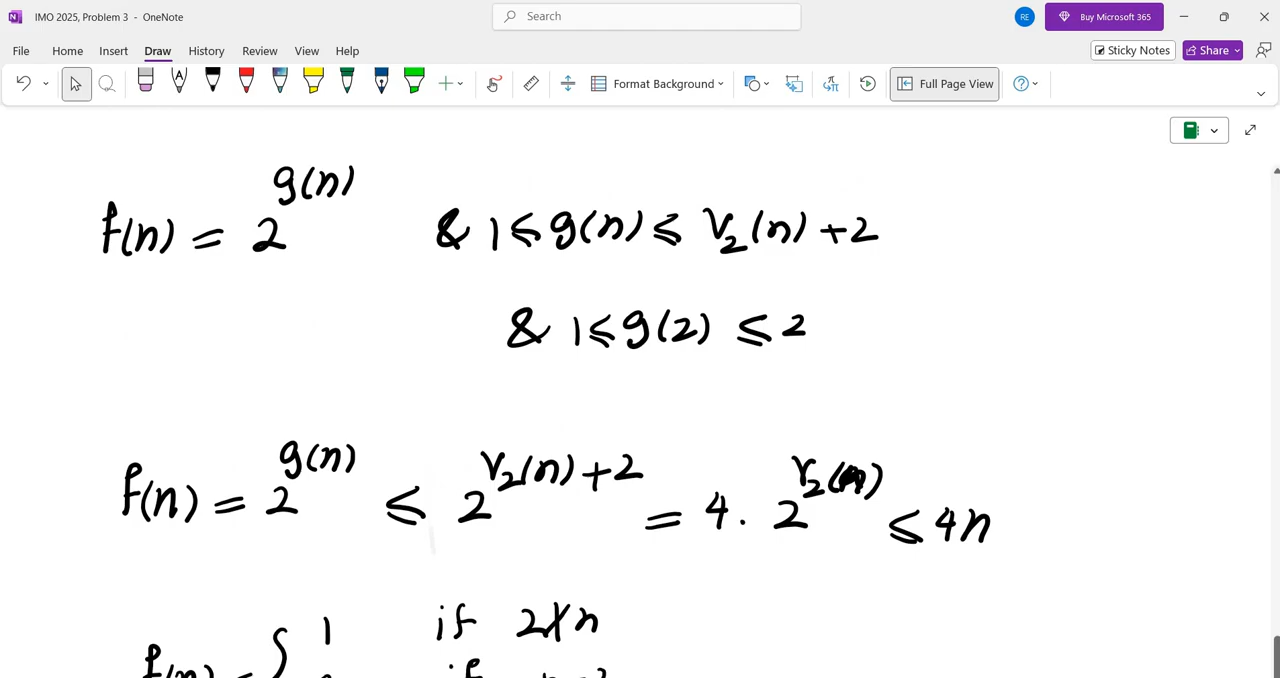 IMO 2025, Problem 3 - OneNote
Search
RE
Buy Microsoft 365
File Home Insert Draw History Review View Help
Sticky Notes
Share
Format Background
Full Page View
f(n) = 2^g(n) & 1 ≤ g(n) ≤ V₂(n) + 2
& 1 ≤ g(2) ≤ 2
f(n) = 2^g(n) ≤ 2^V₂(n)+2 = 4 · 2^V₂(n) ≤ 4n
1 if 2∤n
f(n) = { if